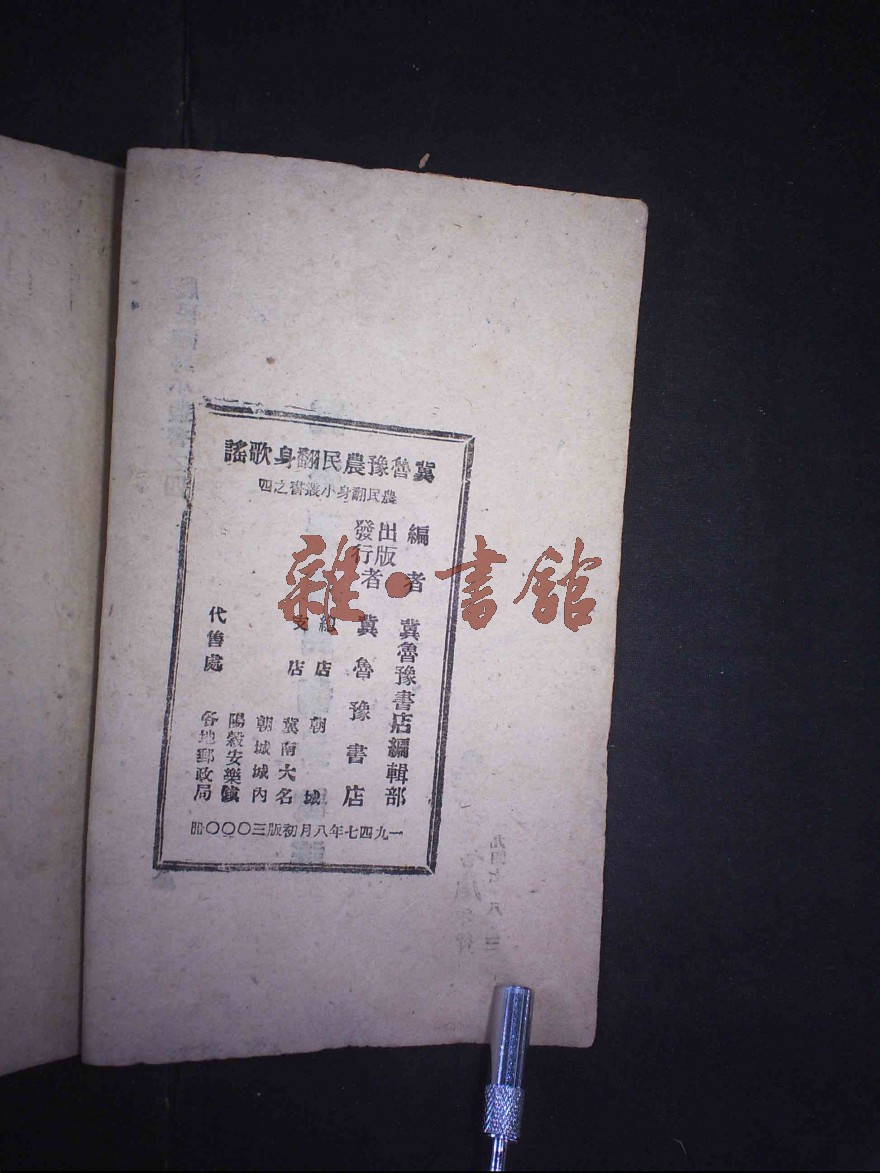 冀魯豫農民翻身歌謠
農民翻身小叢書之四
編者 冀魯豫書店編輯部
出版
發行
者 冀魯豫書店
總店 朝城
支店 冀南大名
朝城城內
陽穀安樂鎮
代售處 各地郵政局
一九四七年八月初版三〇〇〇冊
雜·書館